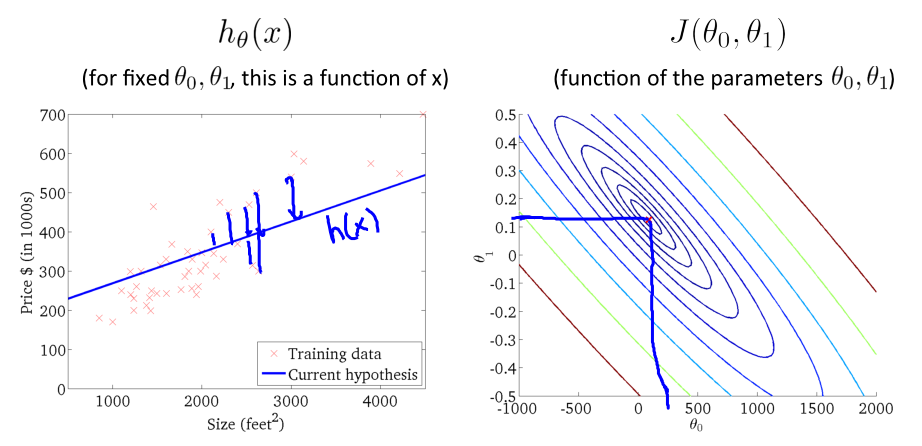 hθ(x)
(for fixed θ0, θ1, this is a function of x)
700
600
500
400
300
200
100
0
Price $ (in 1000s)
1000
2000
3000
4000
Size (feet²)
h(x)
Training data
Current hypothesis
J(θ0, θ1)
(function of the parameters θ0, θ1)
0.5
0.4
0.3
0.2
0.1
0
-0.1
-0.2
-0.3
-0.4
-0.5
θ1
-1000
-500
0
500
1000
1500
2000
θ0